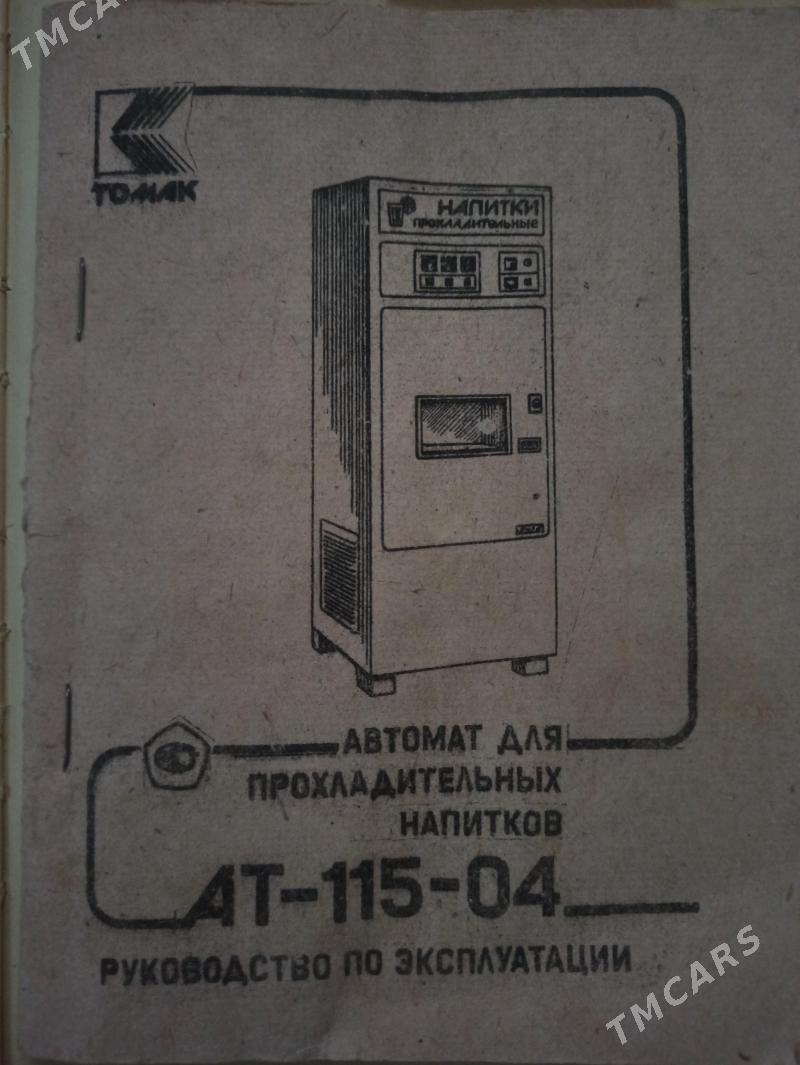 TMCARS
ТОМАК
НАПИТКИ
ПРОХЛАДИТЕЛЬНЫЕ
АВТОМАТ ДЛЯ
ПРОХЛАДИТЕЛЬНЫХ
НАПИТКОВ
АТ-115-04
РУКОВОДСТВО ПО ЭКСПЛУАТАЦИИ
TMCARS